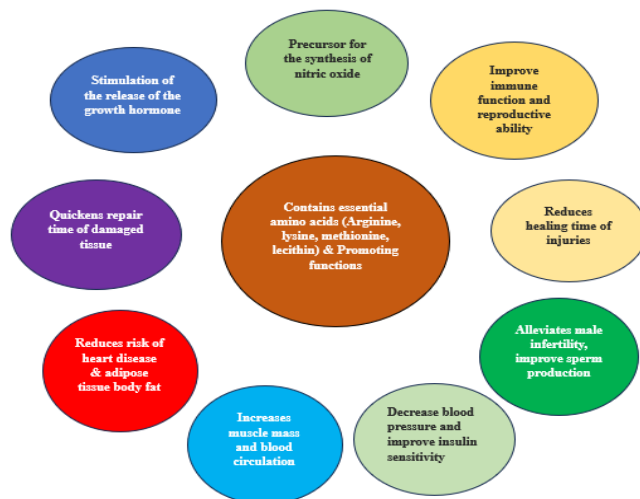 Precursor for
the synthesis of
nitric oxide
Stimulation of
the release of the
growth hormone
Improve
immune
function and
reproductive
ability
Contains essential
amino acids (Arginine,
lysine, methionine,
lecithin) & Promoting
functions
Quickens repair
time of damaged
tissue
Reduces
healing time of
injuries
Reduces risk of
heart disease
& adipose
tissue body fat
Alleviates male
infertility,
improve sperm
production
Increases
muscle mass
and blood
circulation
Decrease blood
pressure and
improve insulin
sensitivity